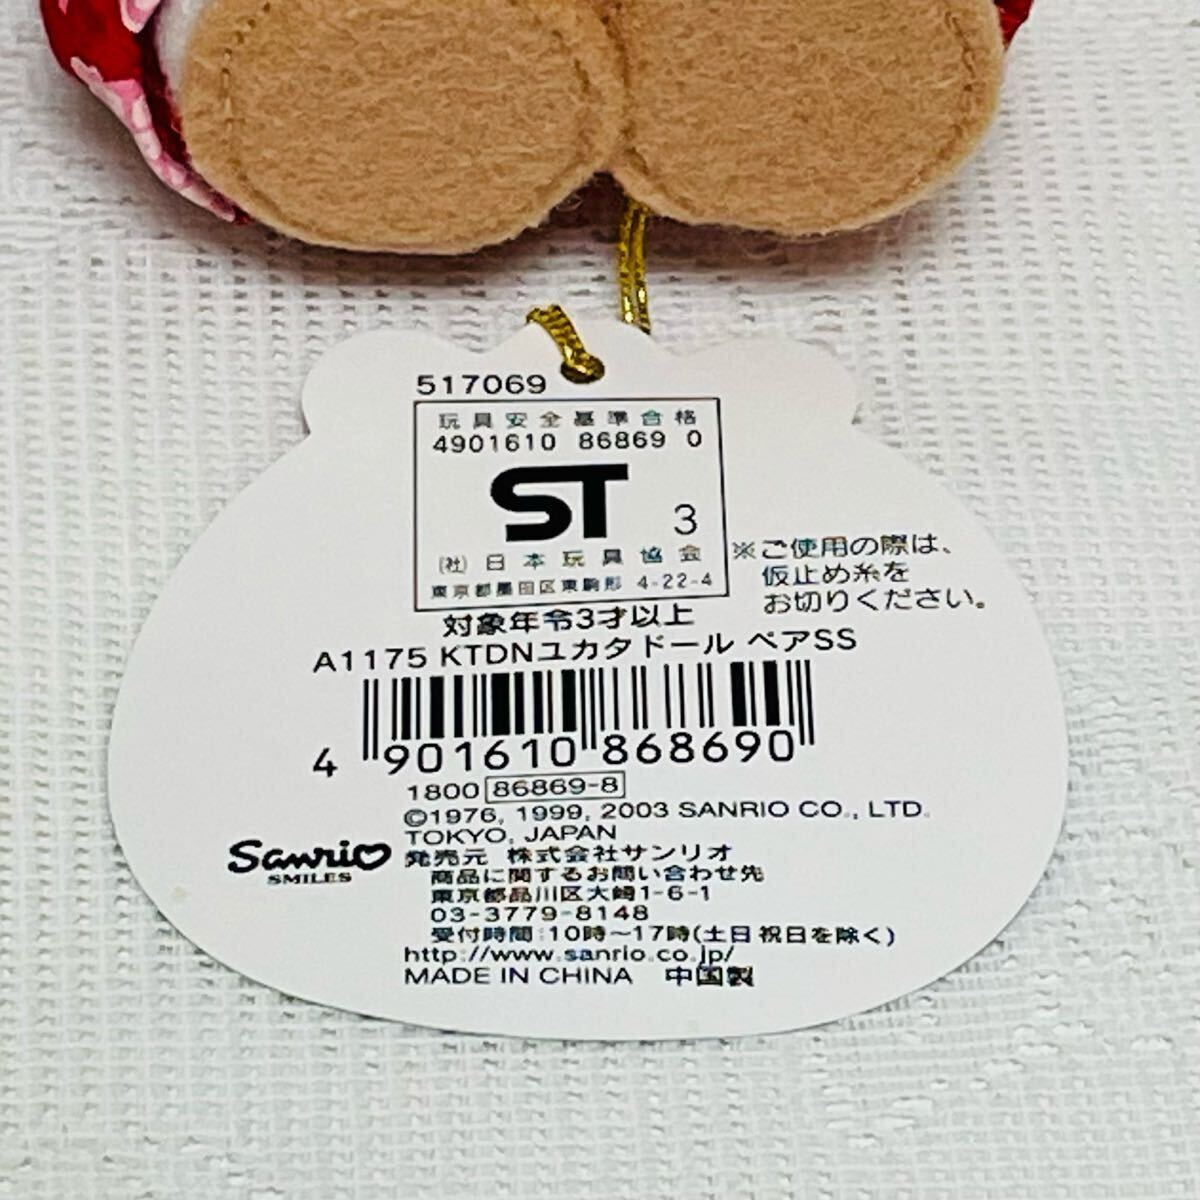 517069
玩具安全基準合格
4901610 86869 0
ST 3
(社)日本玩具協会
東京都墨田区東駒形 4-22-4
※ご使用の際は、
仮止め糸を
お切りください。
対象年令3才以上
A1175 KTDNユカタドール ペアSS
4 901610 868690
1800 86869-8
©1976, 1999, 2003 SANRIO CO., LTD.
TOKYO, JAPAN
Sanrio
SMILES
発売元 株式会社サンリオ
商品に関するお問い合わせ先
東京都品川区大崎1-6-1
03-3779-8148
受付時間:10時〜17時(土日祝日を除く)
http://www.sanrio.co.jp/
MADE IN CHINA 中国製